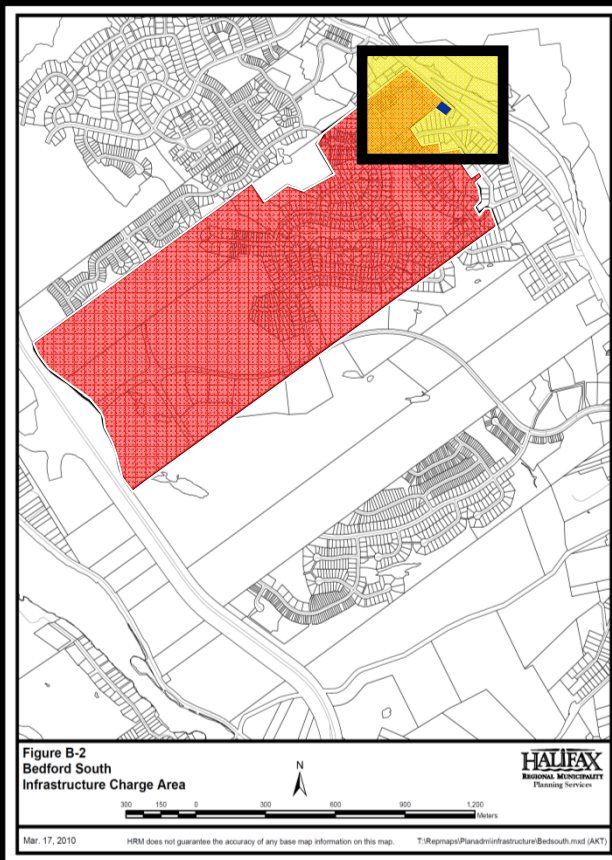 Figure B-2
Bedford South
Infrastructure Charge Area
N
300 150 0 300 600 900 1,200
Meters
HALIFAX
REGIONAL MUNICIPALITY
Planning Services
Mar. 17, 2010 HRM does not guarantee the accuracy of any base map information on this map. T:\Repmaps\Planadm\infrastructure\Bedsouth.mxd (AKT)